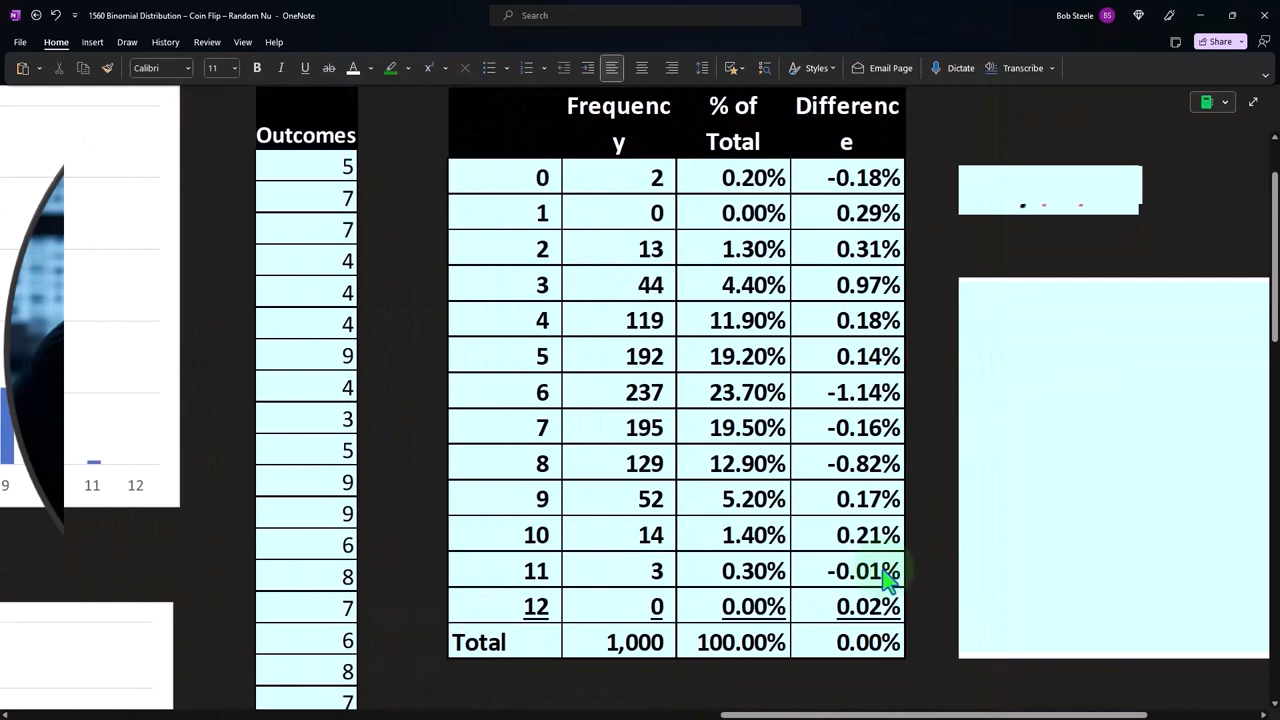 1560 Binomial Distribution – Coin Flip – Random Nu - OneNote
Search
Bob Steele
BS
File Home Insert Draw History Review View Help
Share
Calibri 11 B I U ab A x Styles Email Page Dictate Transcribe
Outcomes
5
7
7
4
4
4
9
4
3
5
9
9
6
8
7
6
8
7
Frequenc % of Differenc
y Total e
0 2 0.20% -0.18%
1 0 0.00% 0.29%
2 13 1.30% 0.31%
3 44 4.40% 0.97%
4 119 11.90% 0.18%
5 192 19.20% 0.14%
6 237 23.70% -1.14%
7 195 19.50% -0.16%
8 129 12.90% -0.82%
9 52 5.20% 0.17%
10 14 1.40% 0.21%
11 3 0.30% -0.01%
12 0 0.00% 0.02%
Total 1,000 100.00% 0.00%
9 11 12